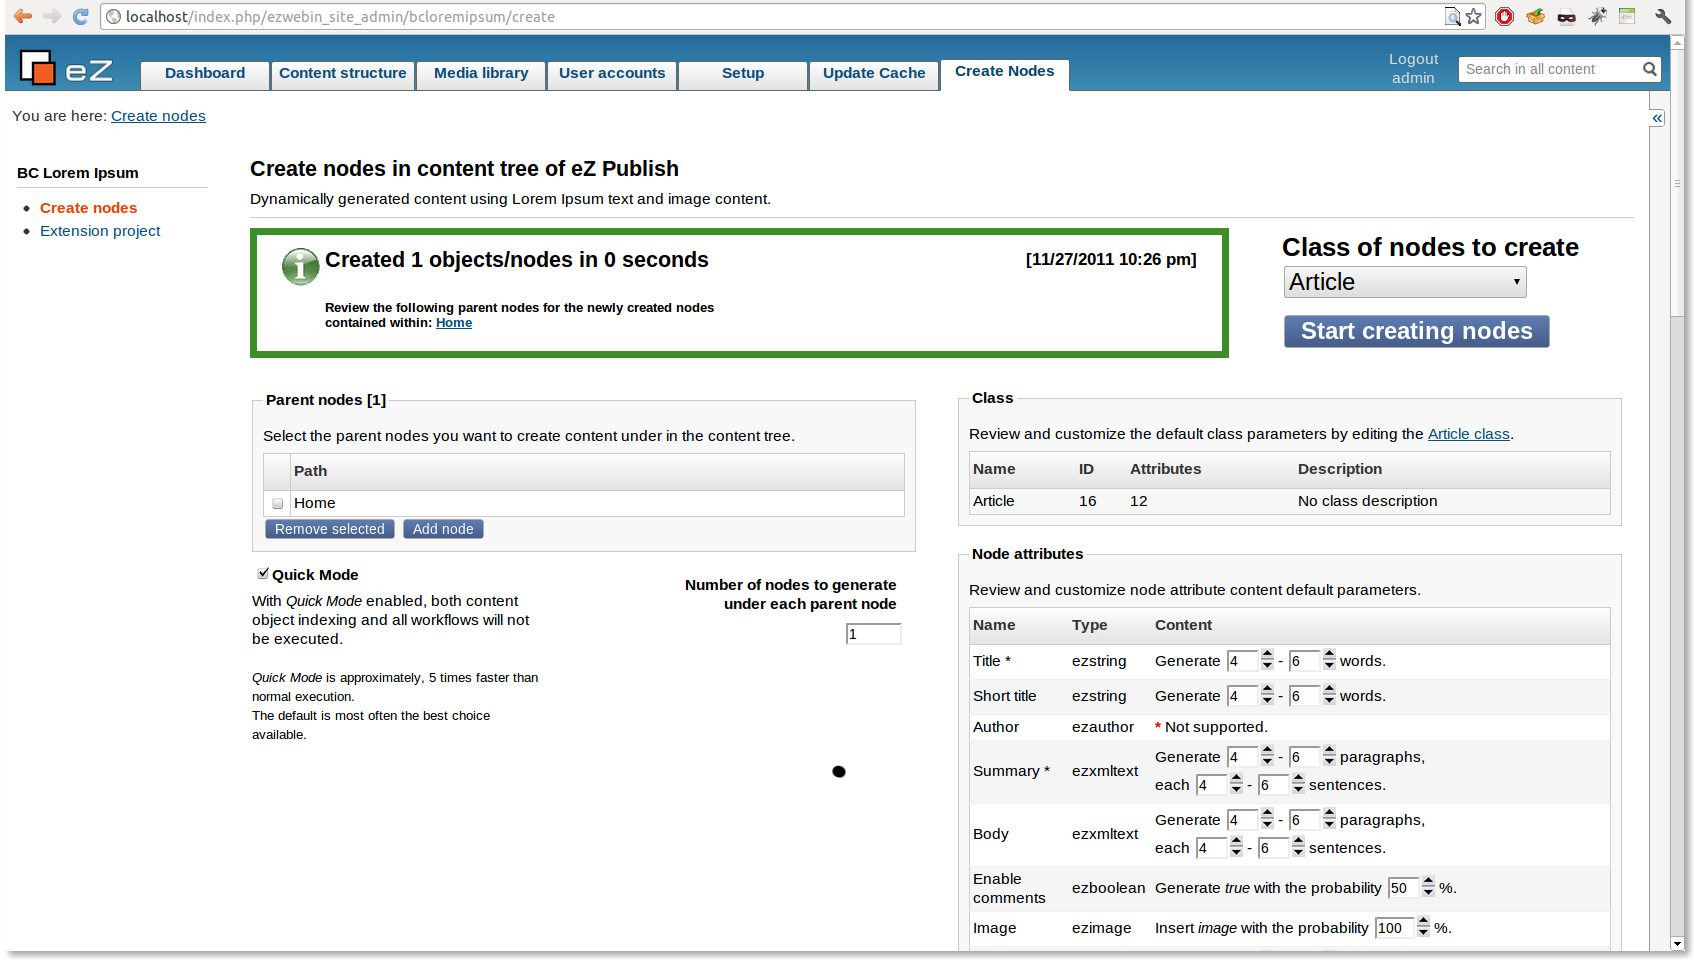 localhost/index.php/ezwebin_site_admin/bcloremipsum/create
eZ
Dashboard
Content structure
Media library
User accounts
Setup
Update Cache
Create Nodes
Logout
admin
Search in all content
You are here: Create nodes
«
BC Lorem Ipsum
Create nodes
Extension project
Create nodes in content tree of eZ Publish
Dynamically generated content using Lorem Ipsum text and image content.
Created 1 objects/nodes in 0 seconds
[11/27/2011 10:26 pm]
Review the following parent nodes for the newly created nodes
contained within: Home
Class of nodes to create
Article
Start creating nodes
Parent nodes [1]
Select the parent nodes you want to create content under in the content tree.
Path
Home
Remove selected
Add node
Quick Mode
With Quick Mode enabled, both content
object indexing and all workflows will not
be executed.
Quick Mode is approximately, 5 times faster than
normal execution.
The default is most often the best choice
available.
Number of nodes to generate
under each parent node
1
Class
Review and customize the default class parameters by editing the Article class.
Name ID Attributes Description
Article 16 12 No class description
Node attributes
Review and customize node attribute content default parameters.
Name Type Content
Title * ezstring Generate 4 - 6 words.
Short title ezstring Generate 4 - 6 words.
Author ezauthor * Not supported.
Summary * ezxmltext Generate 4 - 6 paragraphs,
each 4 - 6 sentences.
Body ezxmltext Generate 4 - 6 paragraphs,
each 4 - 6 sentences.
Enable
comments ezboolean Generate true with the probability 50 %.
Image ezimage Insert image with the probability 100 %.